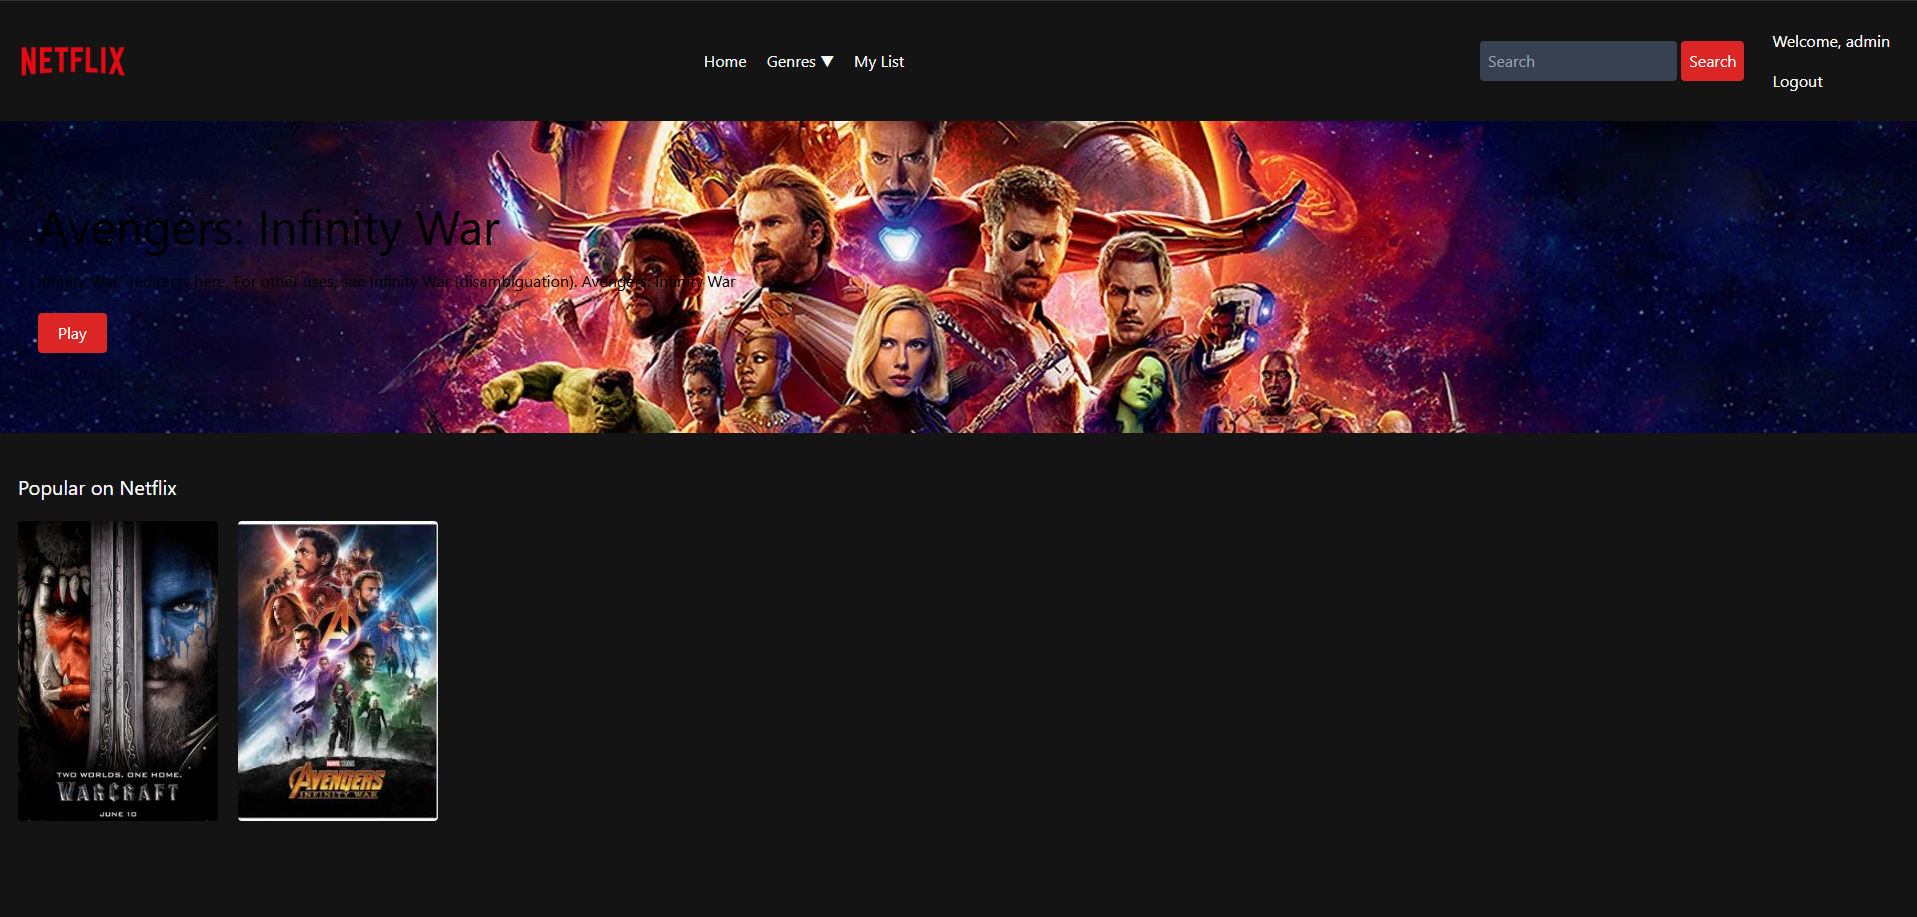 NETFLIX
Home Genres ▼ My List
Search Search
Welcome, admin
Logout
Avengers: Infinity War
Infinity War" redirects here. For other uses, see Infinity War (disambiguation). Avengers: Infinity War
Play
Popular on Netflix
TWO WORLDS. ONE HOME.
WARCRAFT
JUNE 10
MARVEL STUDIOS
AVENGERS
INFINITY WAR